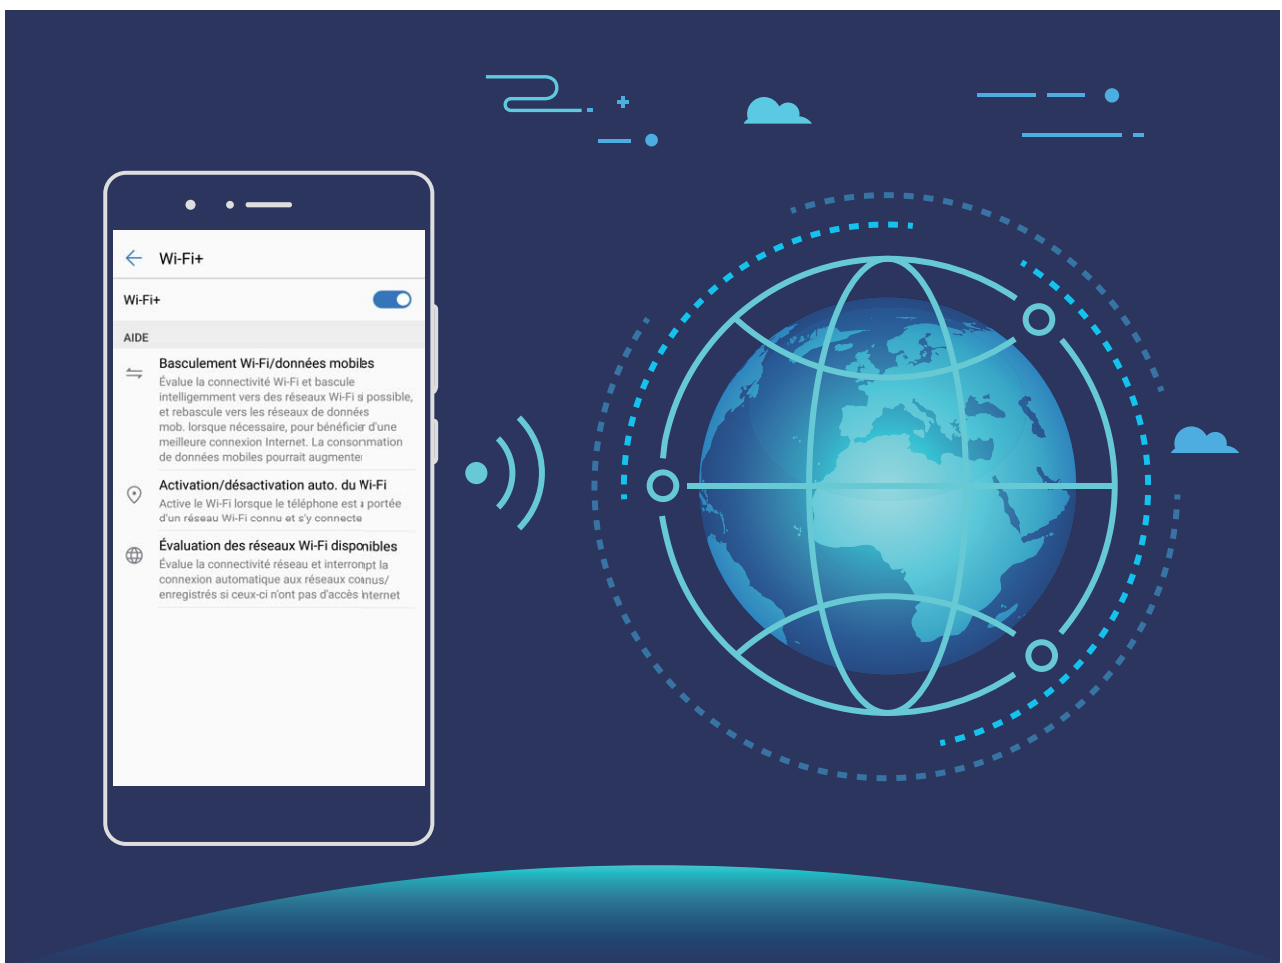 Wi-Fi+
Wi-Fi+
AIDE
Basculement Wi-Fi/données mobiles
Évalue la connectivité Wi-Fi et bascule
intelligemment vers des réseaux Wi-Fi si possible,
et rebascule vers les réseaux de données
mob. lorsque nécessaire, pour bénéficier d'une
meilleure connexion Internet. La consommation
de données mobiles pourrait augmenter
Activation/désactivation auto. du Wi-Fi
Active le Wi-Fi lorsque le téléphone est à portée
d'un réseau Wi-Fi connu et s'y connecte
Évaluation des réseaux Wi-Fi disponibles
Évalue la connectivité réseau et interrompt la
connexion automatique aux réseaux connus/
enregistrés si ceux-ci n'ont pas d'accès Internet